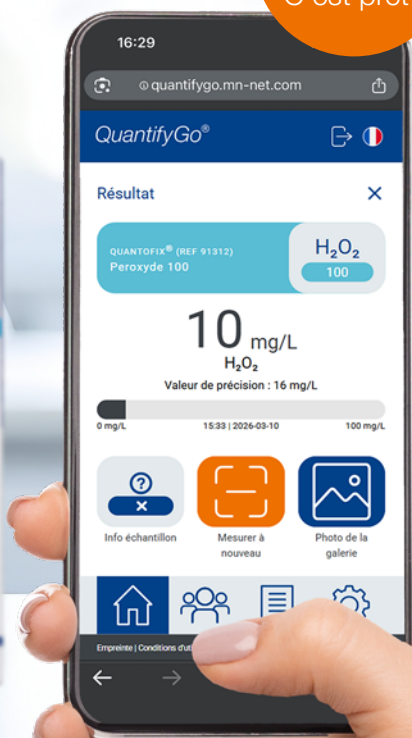 C'est
16:29
quantifygo.mn-net.com
QuantifyGo®
Résultat
QUANTOFIX® (REF 91312)
Peroxyde 100
H₂O₂
100
10 mg/L
H₂O₂
Valeur de précision : 16 mg/L
0 mg/L 15:33 | 2026-03-10 100 mg/L
Info échantillon
Mesurer à
nouveau
Photo de la
galerie
Empreinte | Conditions